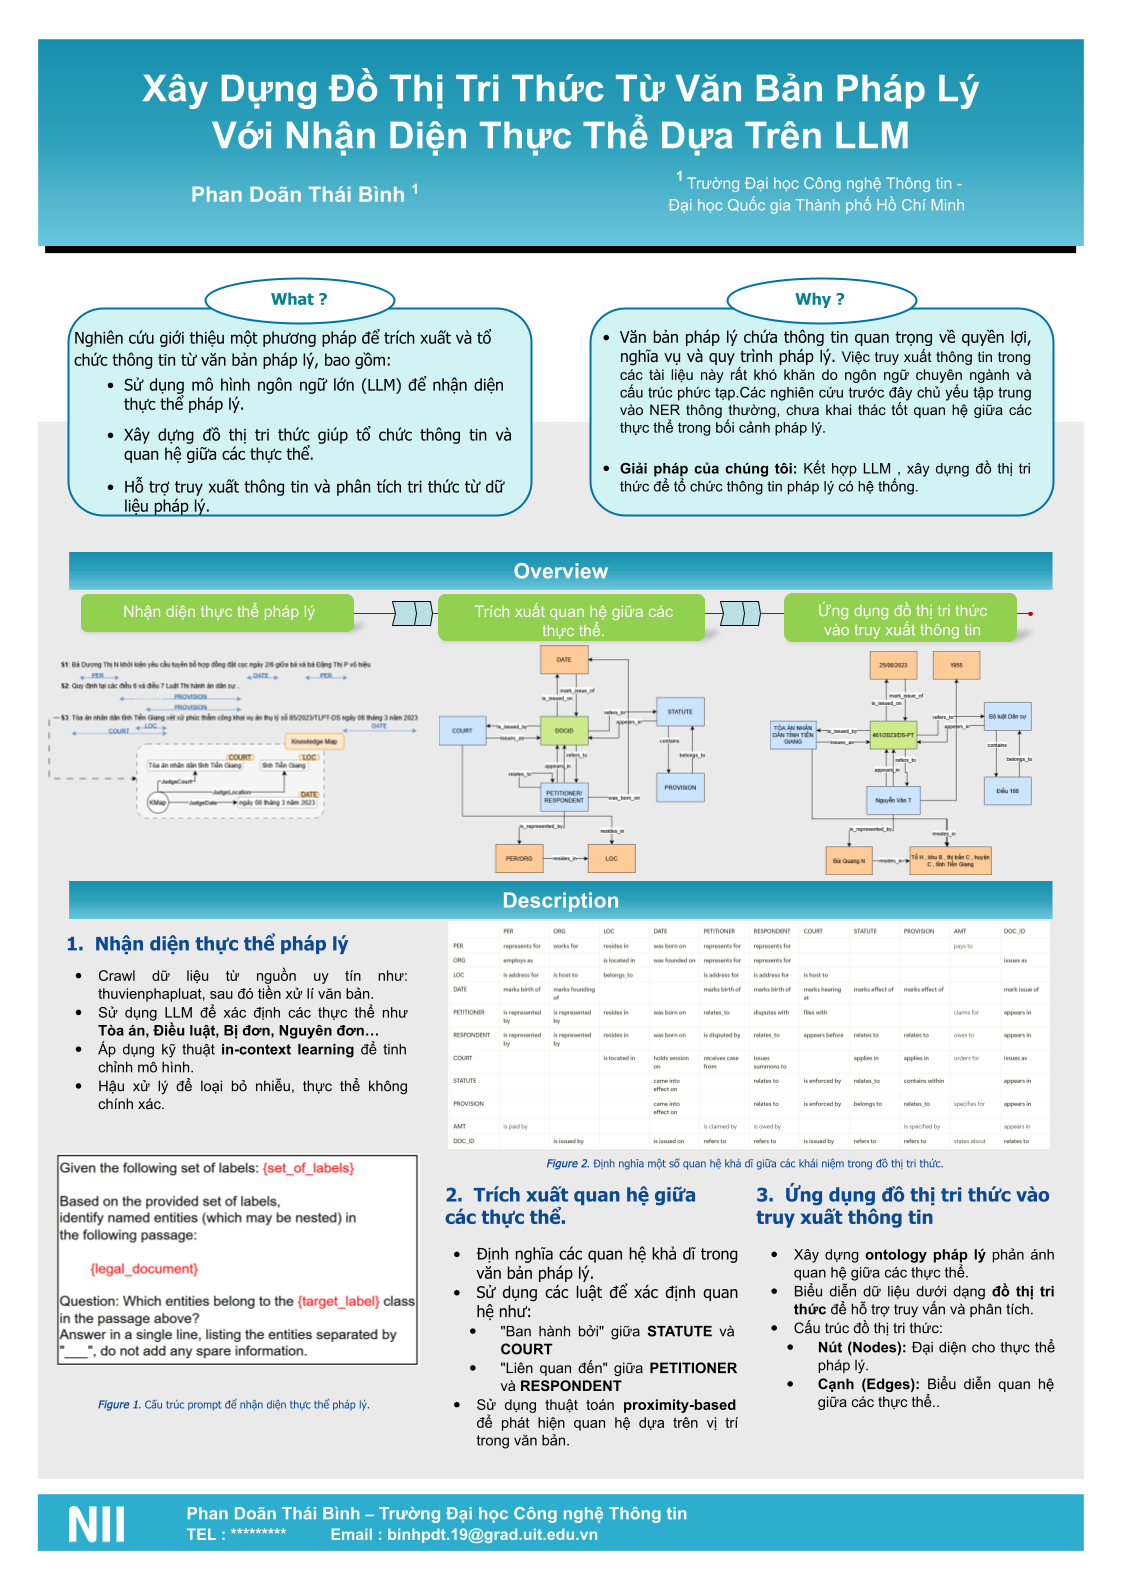 Xây Dựng Đồ Thị Tri Thức Từ Văn Bản Pháp Lý
Với Nhận Diện Thực Thể Dựa Trên LLM
Phan Doãn Thái Bình 1
1 Trường Đại học Công nghệ Thông tin -
Đại học Quốc gia Thành phố Hồ Chí Minh
What ?
Nghiên cứu giới thiệu một phương pháp để trích xuất và tổ
chức thông tin từ văn bản pháp lý, bao gồm:
• Sử dụng mô hình ngôn ngữ lớn (LLM) để nhận diện
thực thể pháp lý.
• Xây dựng đồ thị tri thức giúp tổ chức thông tin và
quan hệ giữa các thực thể.
• Hỗ trợ truy xuất thông tin và phân tích tri thức từ dữ
liệu pháp lý.
Why ?
• Văn bản pháp lý chứa thông tin quan trọng về quyền lợi,
nghĩa vụ và quy trình pháp lý. Việc truy xuất thông tin trong
các tài liệu này rất khó khăn do ngôn ngữ chuyên ngành và
cấu trúc phức tạp.Các nghiên cứu trước đây chủ yếu tập trung
vào NER thông thường, chưa khai thác tốt quan hệ giữa các
thực thể trong bối cảnh pháp lý.
• Giải pháp của chúng tôi: Kết hợp LLM , xây dựng đồ thị tri
thức để tổ chức thông tin pháp lý có hệ thống.
Overview
Nhận diện thực thể pháp lý
Trích xuất quan hệ giữa các
thực thể.
Ứng dụng đồ thị tri thức
vào truy xuất thông tin
S1: Bà Dương Thị N khởi kiện yêu cầu tuyên bố hợp đồng đặt cọc ngày 2/6 giữa bà và bà Đặng Thị P vô hiệu
PER DATE PER
S2: Quy định tại các điều 6 và điều 7 Luật Thi hành án dân sự...
PROVISION
PROVISION
S3: Tòa án nhân dân tỉnh Tiền Giang xét xử phúc thẩm công khai vụ án thụ lý số 85/2023/TLPT-DS ngày 08 tháng 3 năm 2023
LOC
COURT
DATE
Knowledge Map
COURT LOC
Tòa án nhân dân tỉnh Tiền Giang tỉnh Tiền Giang
JudgeCourt
JudgeLocation
DATE
KMap JudgeDate ngày 08 tháng 3 năm 2023
DATE
mark_issue_of
is_issued_on
refers_to
STATUTE
appears_in
COURT
is_issued_by
issues_as
DOCID
contains
belongs_to
refers_to
appears_in
relates_to
PETITIONER/
RESPONDENT
was_born_on
PROVISION
is_represented_by
resides_in
PER/ORG
resides_in
LOC
25/08/2023
1955
mark_issue_of
is_issued_on
refers_to
appears_in
Bộ luật Dân sự
TÒA ÁN NHÂN
DÂN TỈNH TIỀN
GIANG
is_issued_by
issues_as
461/2023/DS-PT
contains
belongs_to
refers_to
appears_in
Nguyễn Văn T
Điều 168
is_represented_by
resides_in
Bùi Quang N
resides_in
Tổ H , khu B , thị trấn C , huyện
C , tỉnh Tiền Giang
Description
1. Nhận diện thực thể pháp lý
• Crawl dữ liệu từ nguồn uy tín như:
thuvienphapluat, sau đó tiền xử lí văn bản.
• Sử dụng LLM để xác định các thực thể như
Tòa án, Điều luật, Bị đơn, Nguyên đơn…
• Áp dụng kỹ thuật in-context learning để tinh
chỉnh mô hình.
• Hậu xử lý để loại bỏ nhiễu, thực thể không
chính xác.
Given the following set of labels: {set_of_labels}
Based on the provided set of labels,
identify named entities (which may be nested) in
the following passage:
{legal_document}
Question: Which entities belong to the {target_label} class
in the passage above?
Answer in a single line, listing the entities separated by
"___", do not add any spare information.
Figure 1. Cấu trúc prompt để nhận diện thực thể pháp lý.
PER ORG LOC DATE PETITIONER RESPONDENT COURT STATUTE PROVISION AMT DOC_ID
PER represents for works for resides in was born on represents for represents for pays to
ORG employs as is located in was founded on represents for represents for issues as
LOC is address for is host to belongs_to is address for is address for is host to
DATE marks birth of marks founding of marks birth of marks birth of marks hearing at marks effect of marks effect of mark issue of
PETITIONER is represented by is represented by resides in was born on relates_to disputes with files with claims for appears in
RESPONDENT is represented by is represented by resides in was born on is disputed by relates_to appears before relates to relates to owes to appears in
COURT is located in holds session on receives case from issues summons to applies in applies in orders for issues as
STATUTE came into effect on relates to is enforced by relates_to contains within appears in
PROVISION came into effect on relates to is enforced by belongs to relates_to specifies for appears in
AMT is paid by is claimed by is owed by is specified by appears in
DOC_ID is issued by is issued on refers to refers to is issued by refers to refers to states about relates to
Figure 2. Định nghĩa một số quan hệ khả dĩ giữa các khái niệm trong đồ thị tri thức.
2. Trích xuất quan hệ giữa
các thực thể.
• Định nghĩa các quan hệ khả dĩ trong
văn bản pháp lý.
• Sử dụng các luật để xác định quan
hệ như:
• "Ban hành bởi" giữa STATUTE và
COURT
• "Liên quan đến" giữa PETITIONER
và RESPONDENT
• Sử dụng thuật toán proximity-based
để phát hiện quan hệ dựa trên vị trí
trong văn bản.
3. Ứng dụng đồ thị tri thức vào
truy xuất thông tin
• Xây dựng ontology pháp lý phản ánh
quan hệ giữa các thực thể.
• Biểu diễn dữ liệu dưới dạng đồ thị tri
thức để hỗ trợ truy vấn và phân tích.
• Cấu trúc đồ thị tri thức:
• Nút (Nodes): Đại diện cho thực thể
pháp lý.
• Cạnh (Edges): Biểu diễn quan hệ
giữa các thực thể..
NII
Phan Doãn Thái Bình – Trường Đại học Công nghệ Thông tin
TEL : ********* Email : binhpdt.19@grad.uit.edu.vn